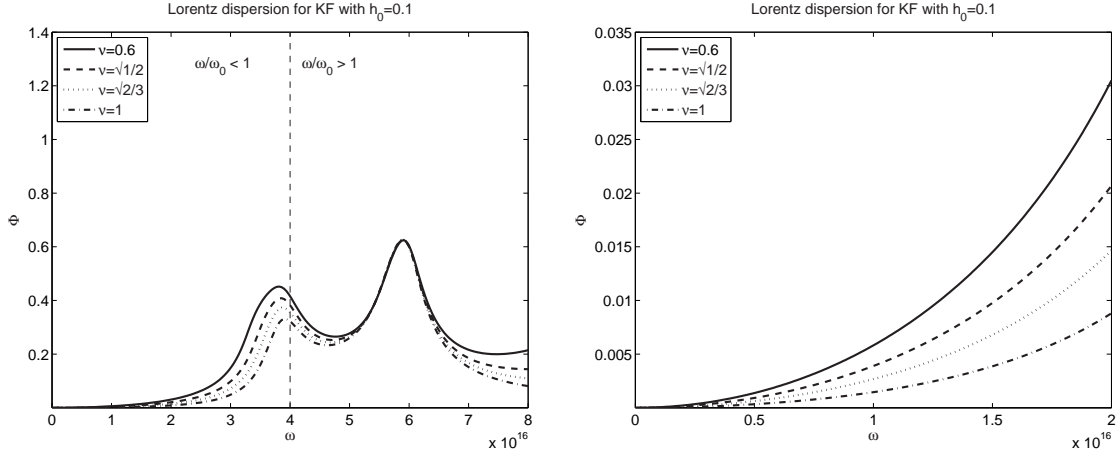 Lorentz dispersion for KF with h₀=0.1
1.4
1.2
1
0.8
0.6
0.4
0.2
Φ
ν=0.6
ν=√1/2
ν=√2/3
ν=1
ω/ω₀ < 1
ω/ω₀ > 1
0 1 2 3 4 5 6 7 8
ω
x 10¹⁶
Lorentz dispersion for KF with h₀=0.1
0.035
0.03
0.025
0.02
0.015
0.01
0.005
Φ
ν=0.6
ν=√1/2
ν=√2/3
ν=1
0 0.5 1 1.5 2
ω
x 10¹⁶